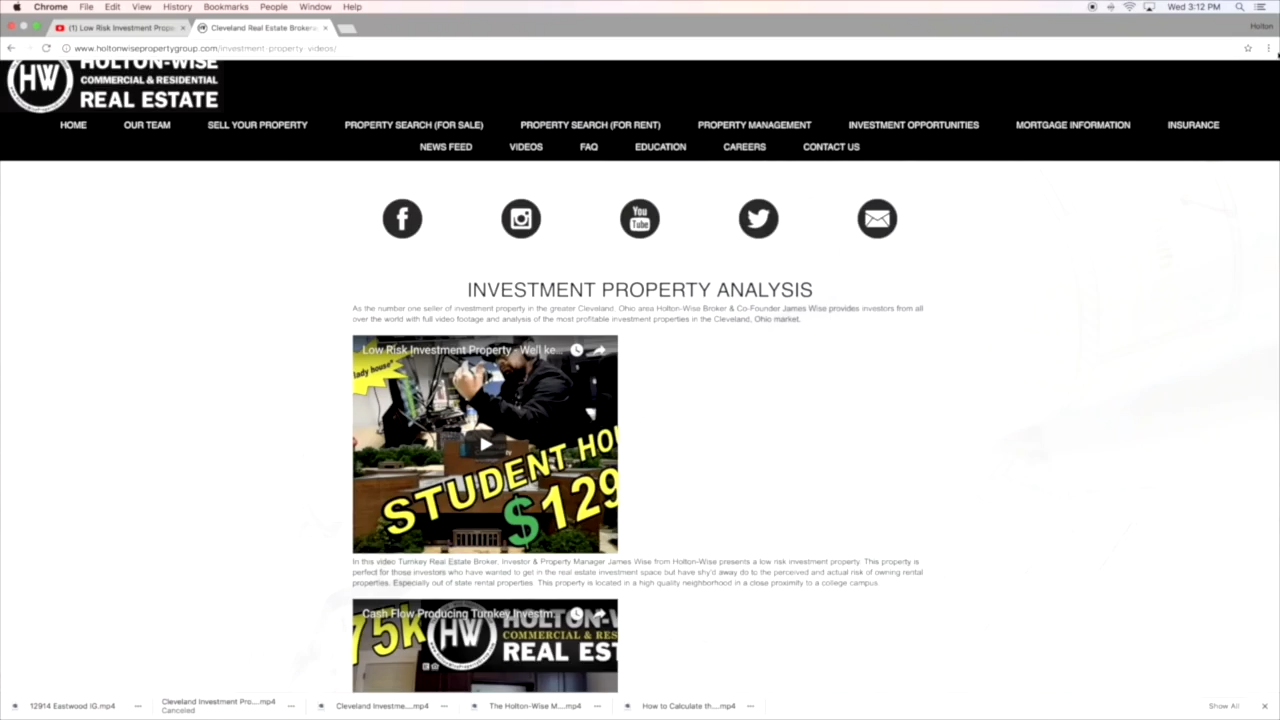 Chrome File Edit View History Bookmarks People Window Help Wed 3:12 PM
(1) Low Risk Investment Prope Cleveland Real Estate Brokera Holton
www.holtonwisepropertygroup.com/investment-property-videos/
HW HOLTON-WISE
COMMERCIAL & RESIDENTIAL
REAL ESTATE
HOME OUR TEAM SELL YOUR PROPERTY PROPERTY SEARCH (FOR SALE) PROPERTY SEARCH (FOR RENT) PROPERTY MANAGEMENT INVESTMENT OPPORTUNITIES MORTGAGE INFORMATION INSURANCE
NEWS FEED VIDEOS FAQ EDUCATION CAREERS CONTACT US
You
Tube
INVESTMENT PROPERTY ANALYSIS
As the number one seller of investment property in the greater Cleveland, Ohio area Holton-Wise Broker & Co-Founder James Wise provides investors from all
over the world with full video footage and analysis of the most profitable investment properties in the Cleveland, Ohio market.
Low Risk Investment Property - Well ke...
lady house"
STUDENT HOU
$129
In this video Turnkey Real Estate Broker, Investor & Property Manager James Wise from Holton-Wise presents a low risk investment property. This property is
perfect for those investors who have wanted to get in the real estate investment space but have shy'd away do to the perceived and actual risk of owning rental
properties. Especially out of state rental properties. This property is located in a high quality neighborhood in a close proximity to a college campus
Cash Flow Producing Turnkey Investm...
75k HW HOLTON-W
COMMERCIAL & RES
REAL EST
12914 Eastwood IG.mp4 Cleveland Investment Pro....mp4 Cleveland Investme....mp4 The Holton-Wise M....mp4 How to Calculate th....mp4 Show All
Canceled